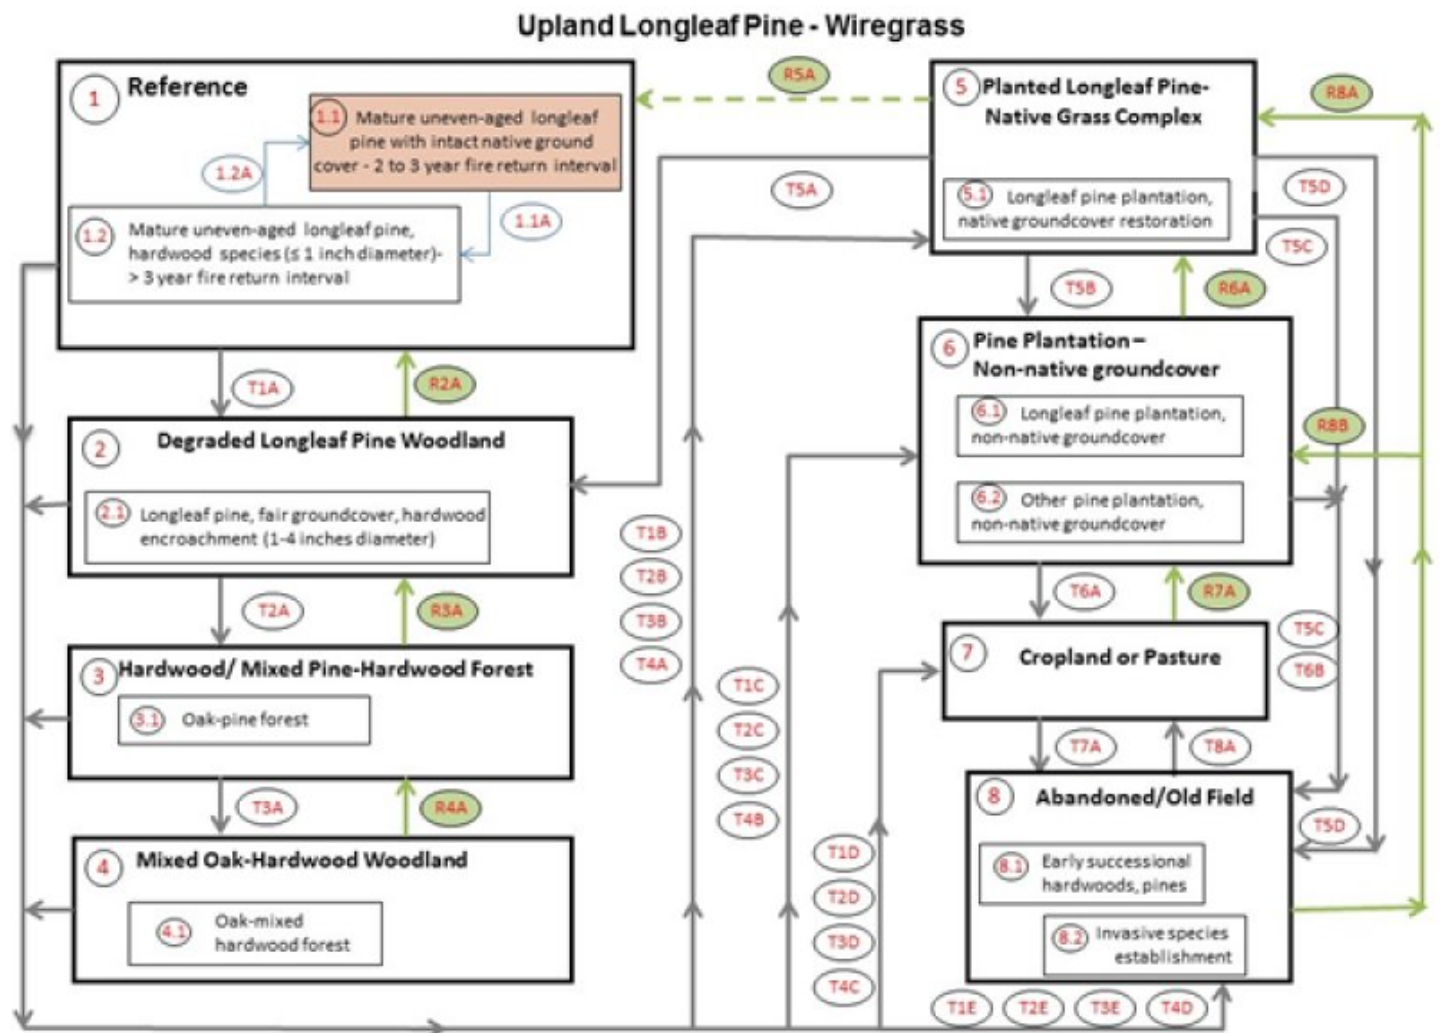 Upland Longleaf Pine - Wiregrass
1
Reference
1.1
Mature uneven-aged longleaf
pine with intact native ground
cover - 2 to 3 year fire return interval
1.2A
1.1A
1.2
Mature uneven-aged longleaf pine,
hardwood species (≤ 1 inch diameter)-
> 3 year fire return interval
T1A
R2A
2
Degraded Longleaf Pine Woodland
2.1
Longleaf pine, fair groundcover, hardwood
encroachment (1-4 inches diameter)
T2A
R3A
3
Hardwood/ Mixed Pine-Hardwood Forest
3.1
Oak-pine forest
T3A
R4A
4
Mixed Oak-Hardwood Woodland
4.1
Oak-mixed
hardwood forest
R5A
T5A
T1B
T2B
T3B
T4A
T1C
T2C
T3C
T4B
T1D
T2D
T3D
T4C
5
Planted Longleaf Pine-
Native Grass Complex
5.1
Longleaf pine plantation,
native groundcover restoration
R8A
T5D
T5C
T5B
R6A
6
Pine Plantation –
Non-native groundcover
6.1
Longleaf pine plantation,
non-native groundcover
6.2
Other pine plantation,
non-native groundcover
R8B
T6A
R7A
T5C
T6B
7
Cropland or Pasture
T7A
T8A
8
Abandoned/Old Field
T5D
8.1
Early successional
hardwoods, pines
8.2
Invasive species
establishment
T1E
T2E
T3E
T4D